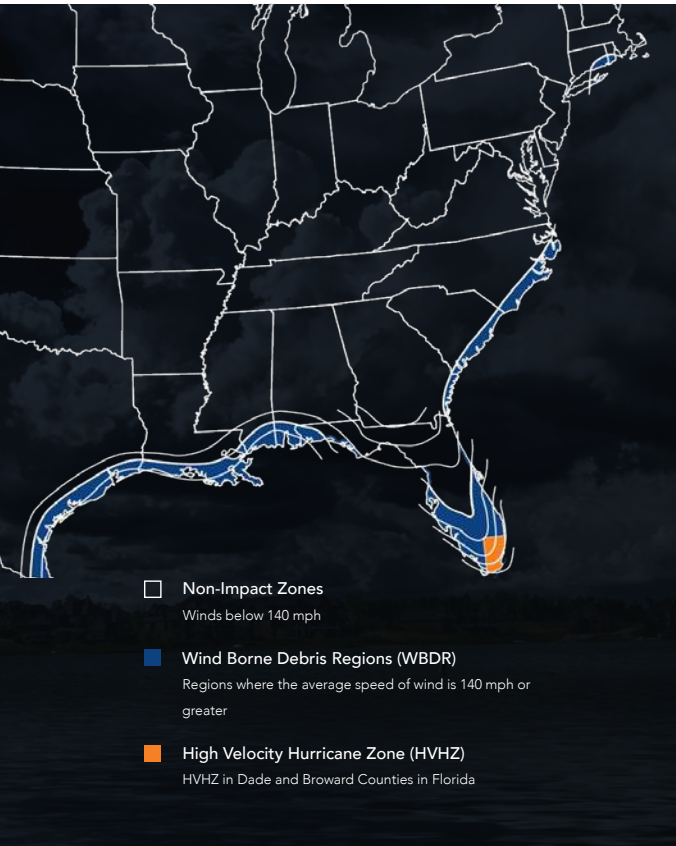 Non-Impact Zones
Winds below 140 mph
Wind Borne Debris Regions (WBDR)
Regions where the average speed of wind is 140 mph or
greater
High Velocity Hurricane Zone (HVHZ)
HVHZ in Dade and Broward Counties in Florida